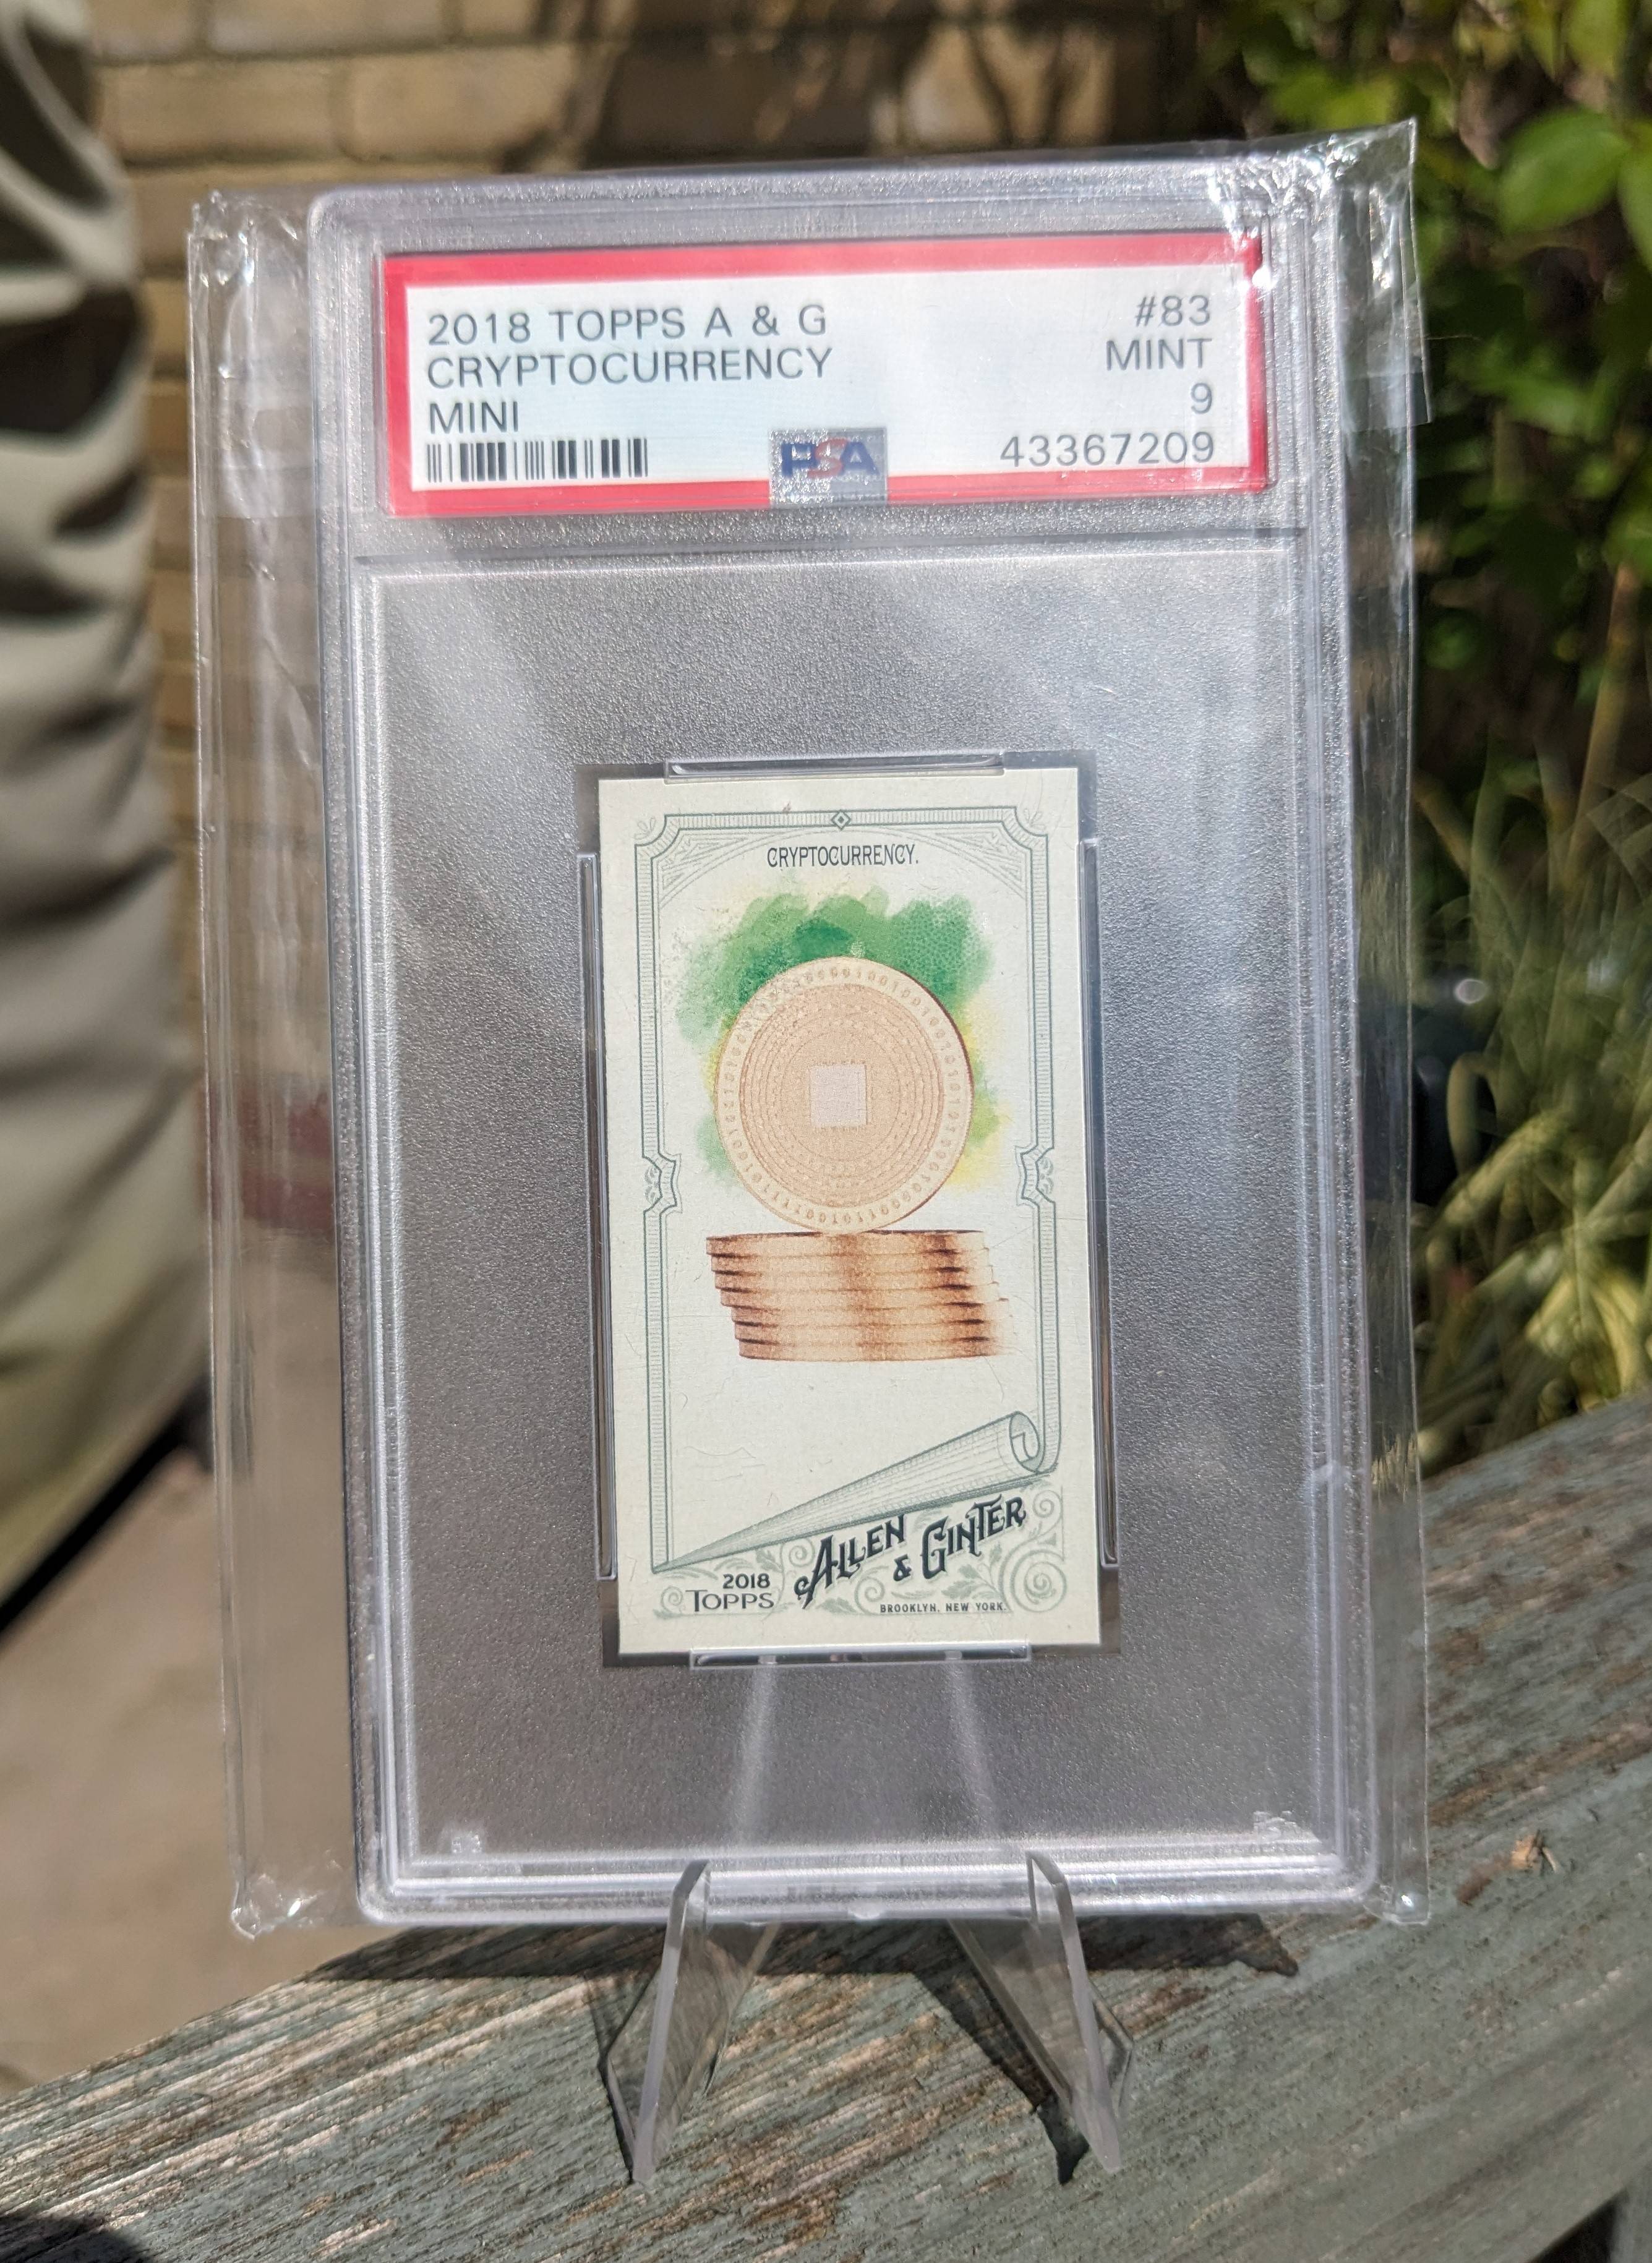 2018 TOPPS A & G #83
CRYPTOCURRENCY MINT
MINI 9
PSA 43367209
CRYPTOCURRENCY.
ALLEN
& GINTER
2018
TOPPS
BROOKLYN, NEW YORK.